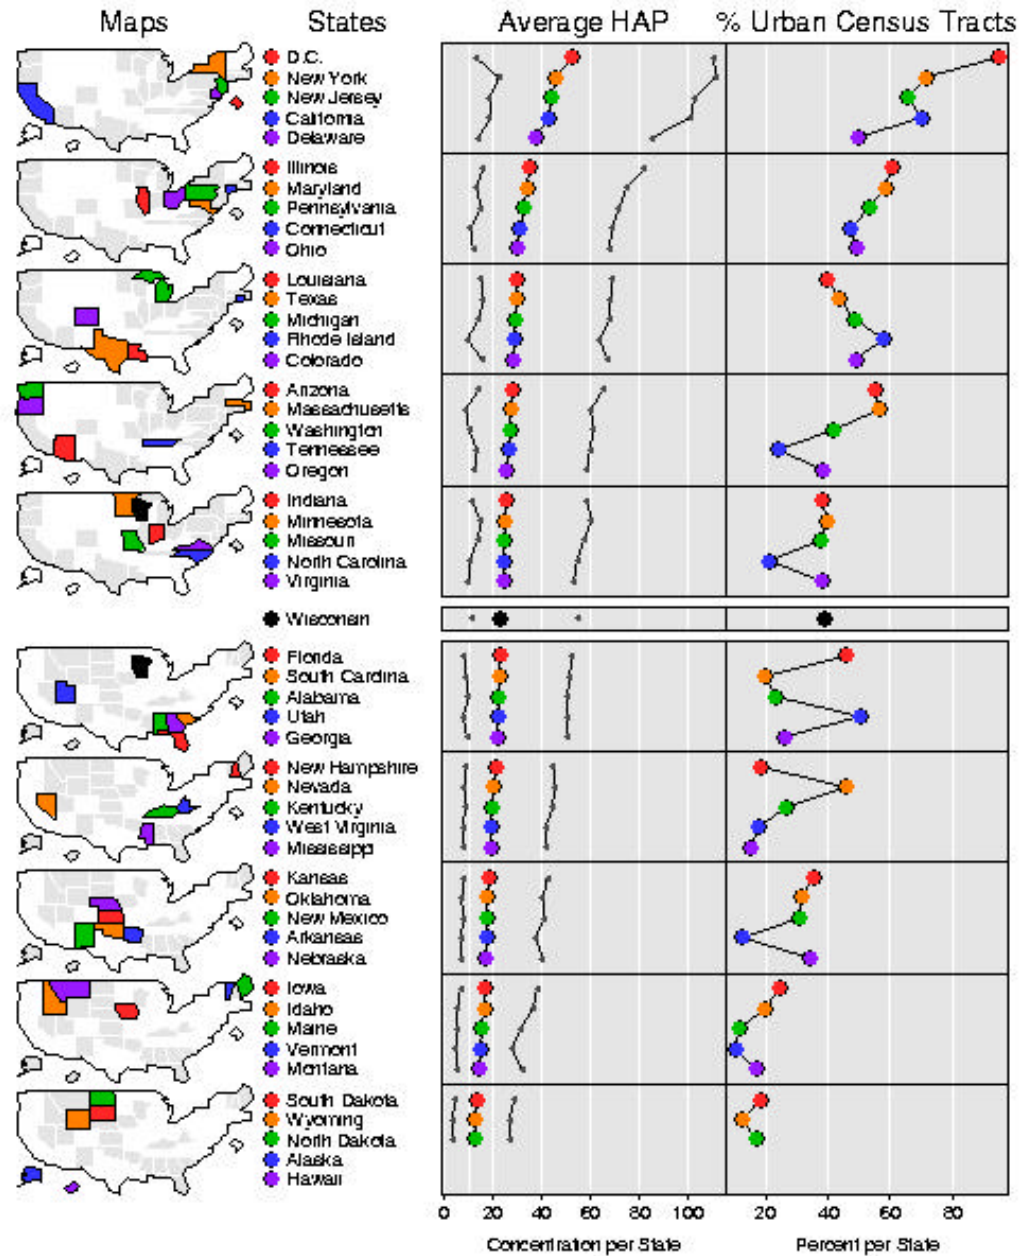 Maps States Average HAP % Urban Census Tracts
D.C.
New York
New Jersey
California
Delaware
Illinois
Maryland
Pennsylvania
Connecticut
Ohio
Louisiana
Texas
Michigan
Rhode Island
Colorado
Arizona
Massachusetts
Washington
Tennessee
Oregon
Indiana
Minnesota
Missouri
North Carolina
Virginia
Wisconsin
Florida
South Carolina
Alabama
Utah
Georgia
New Hampshire
Nevada
Kentucky
West Virginia
Mississippi
Kansas
Oklahoma
New Mexico
Arkansas
Nebraska
Iowa
Idaho
Maine
Vermont
Montana
South Dakota
Wyoming
North Dakota
Alaska
Hawaii
0 20 40 60 80 100 20 40 60 80
Concentration per State Percent per State